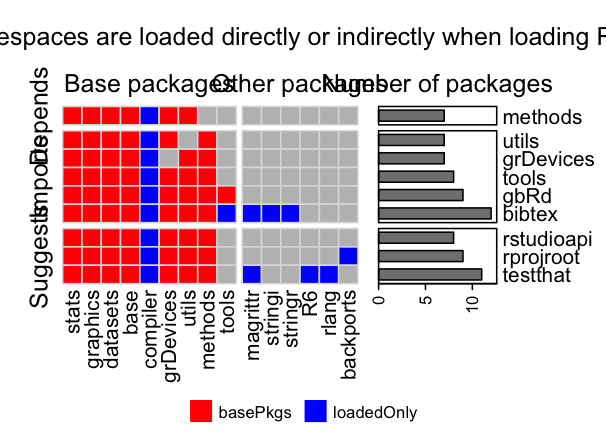 espaces are loaded directly or indirectly when loading R
Base packages
Other packages
Number of packages
Depends
Imports
Suggests
methods
utils
grDevices
tools
gbRd
bibtex
rstudioapi
rprojroot
testthat
stats
graphics
datasets
base
compiler
grDevices
utils
methods
tools
magrittr
stringi
stringr
R6
rlang
backports
0
5
10
basePkgs
loadedOnly